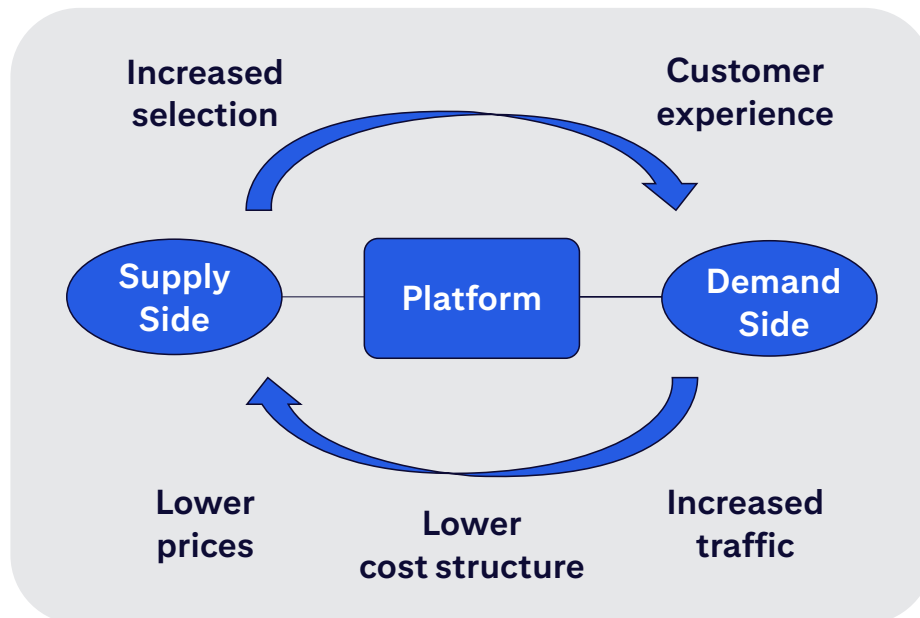 Increased
selection
Customer
experience
Supply
Side
Platform
Demand
Side
Lower
prices
Lower
cost structure
Increased
traffic